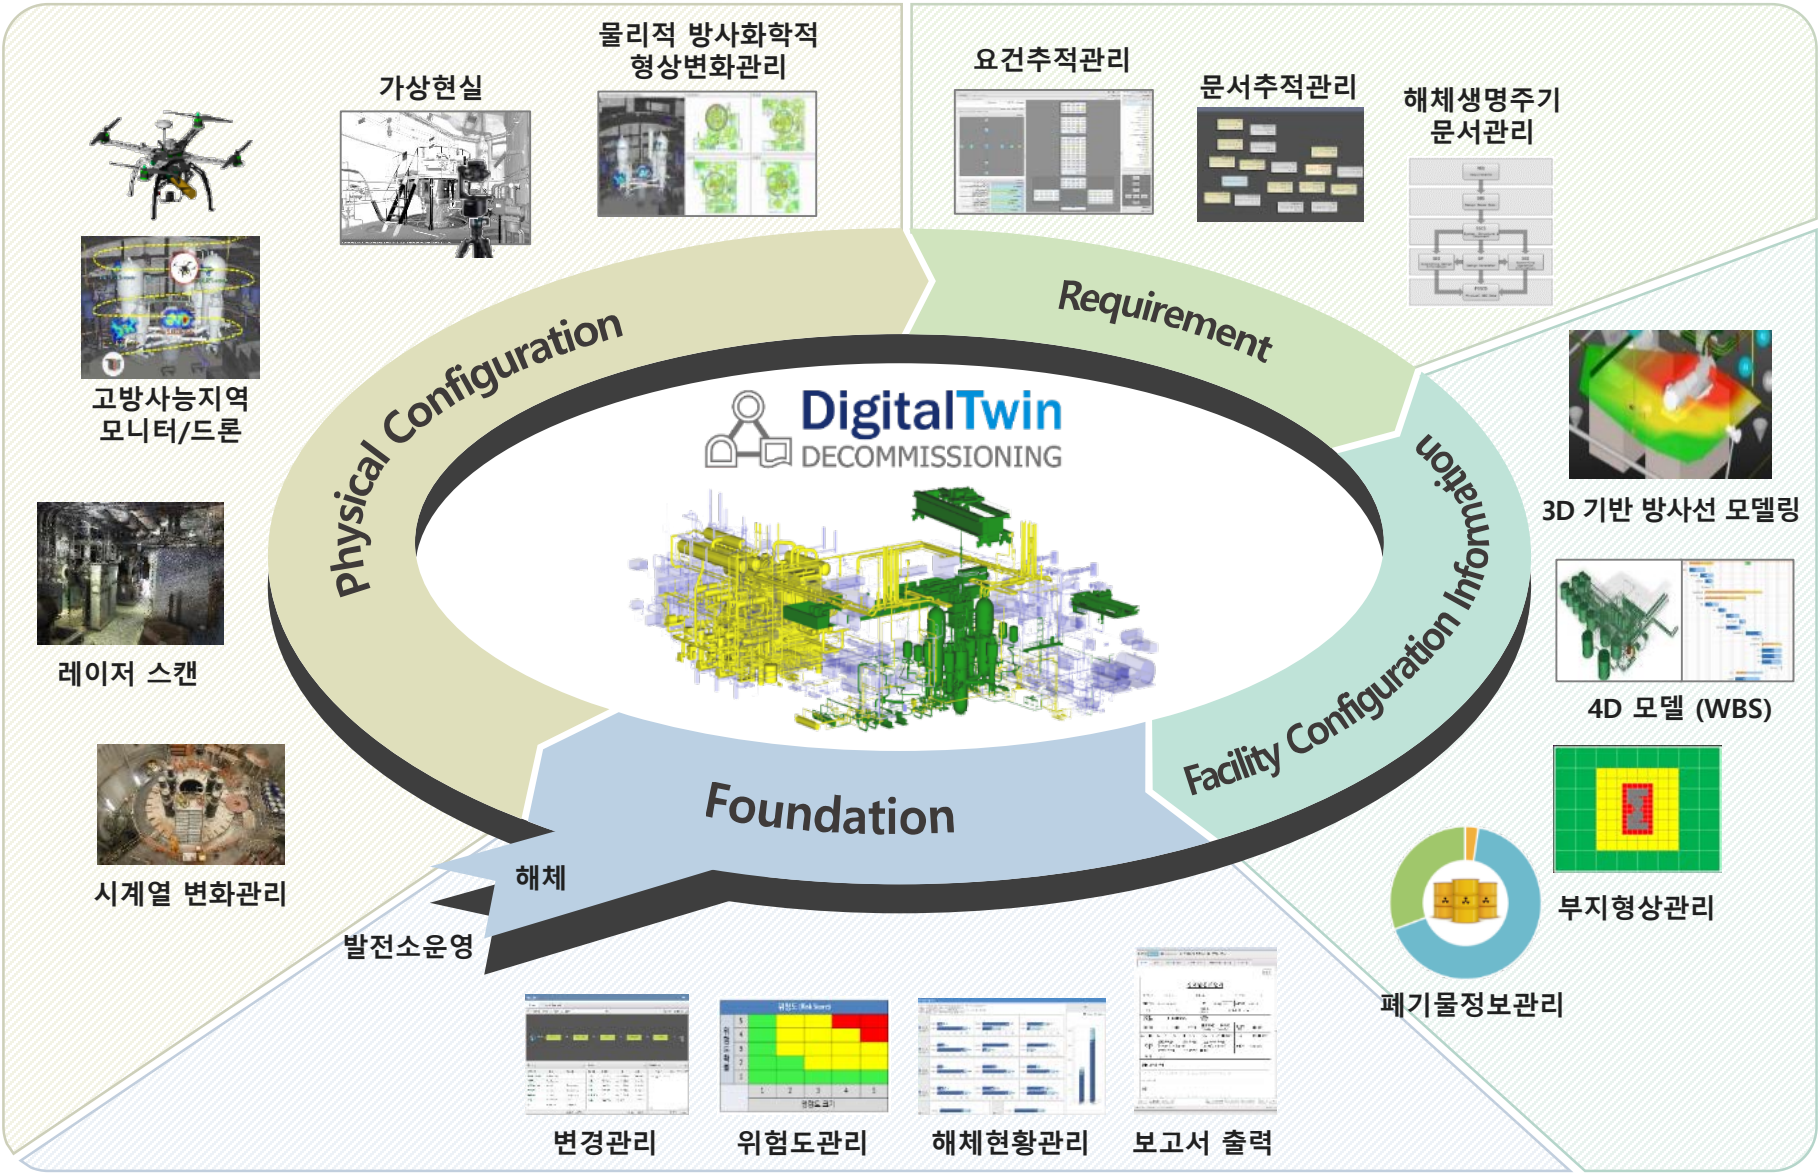 물리적 방사화학적
형상변화관리
가상현실
요건추적관리
문서추적관리
해체생명주기
문서관리
Physical Configuration
Requirement
Facility Configuration Information
Foundation
DigitalTwin
DECOMMISSIONING
고방사능지역
모니터/드론
레이저 스캔
시계열 변화관리
3D 기반 방사선 모델링
4D 모델 (WBS)
부지형상관리
폐기물정보관리
해체
발전소운영
변경관리
위험도관리
해체현황관리
보고서 출력